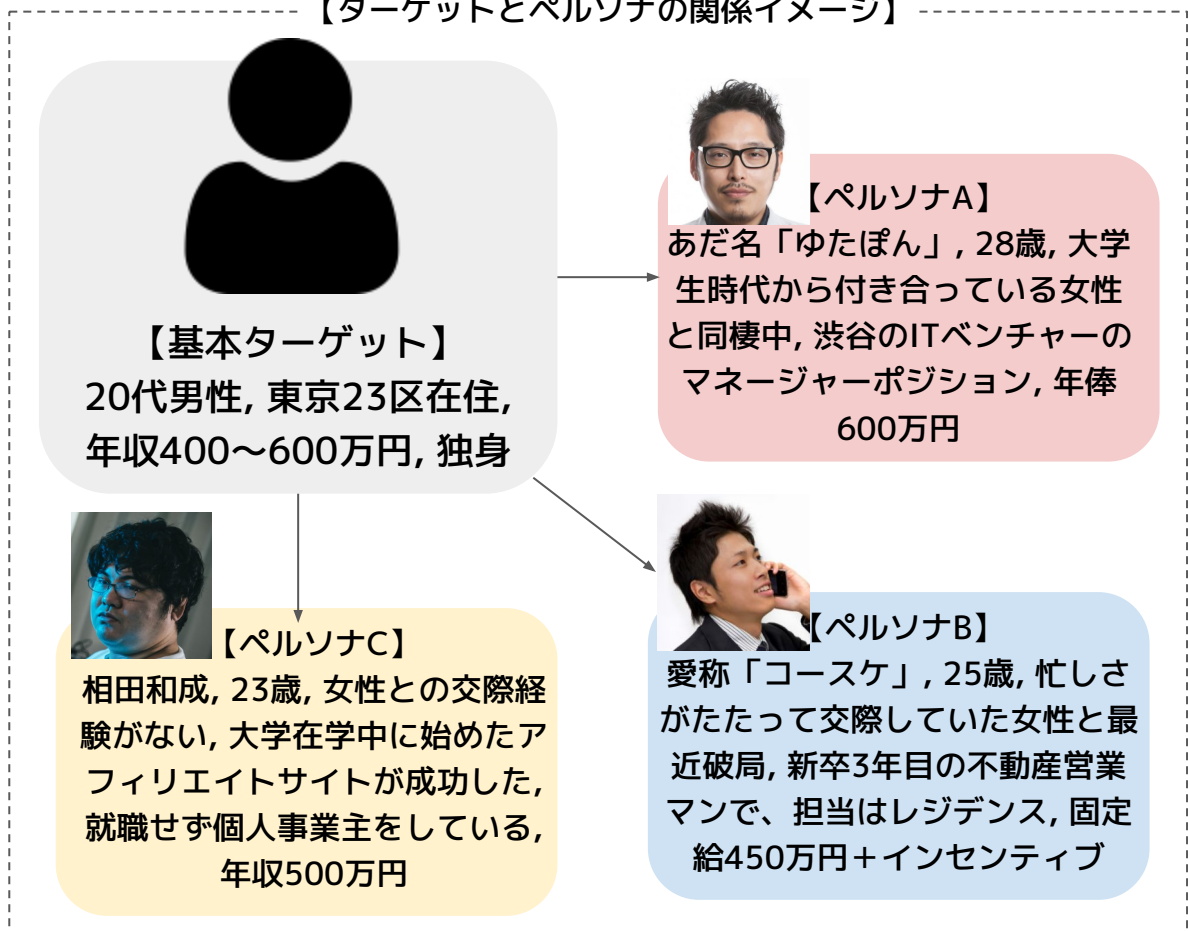 【ターゲットとペルソナの関係イメージ】
【基本ターゲット】
20代男性, 東京23区在住,
年収400〜600万円, 独身
【ペルソナA】
あだ名「ゆたぽん」, 28歳, 大学
生時代から付き合っている女性
と同棲中, 渋谷のITベンチャーの
マネージャーポジション, 年俸
600万円
【ペルソナC】
相田和成, 23歳, 女性との交際経
験がない, 大学在学中に始めたア
フィリエイトサイトが成功した,
就職せず個人事業主をしている,
年収500万円
【ペルソナB】
愛称「コースケ」, 25歳, 忙しさ
がたたって交際していた女性と最
近破局, 新卒3年目の不動産営業
マンで、担当はレジデンス, 固定
給450万円＋インセンティブ